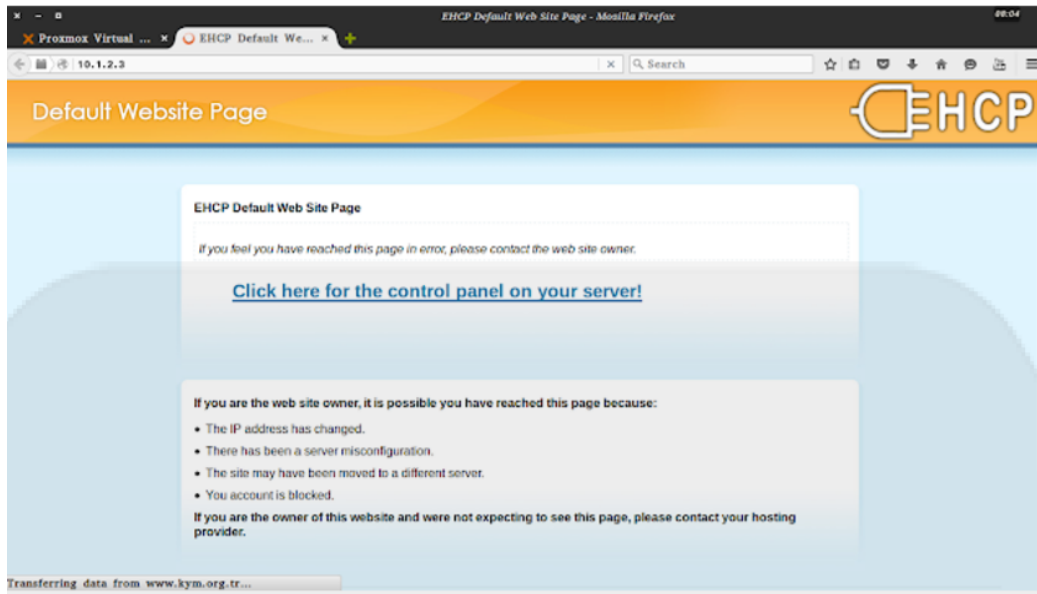 EHCP Default Web Site Page - Mozilla Firefox
08:04
Proxmox Virtual ... ×
EHCP Default We... ×
10.1.2.3
Search
Default Website Page
EHCP
EHCP Default Web Site Page
If you feel you have reached this page in error, please contact the web site owner.
Click here for the control panel on your server!
If you are the web site owner, it is possible you have reached this page because:
• The IP address has changed.
• There has been a server misconfiguration.
• The site may have been moved to a different server.
• You account is blocked.
If you are the owner of this website and were not expecting to see this page, please contact your hosting
provider.
Transferring data from www.kym.org.tr...